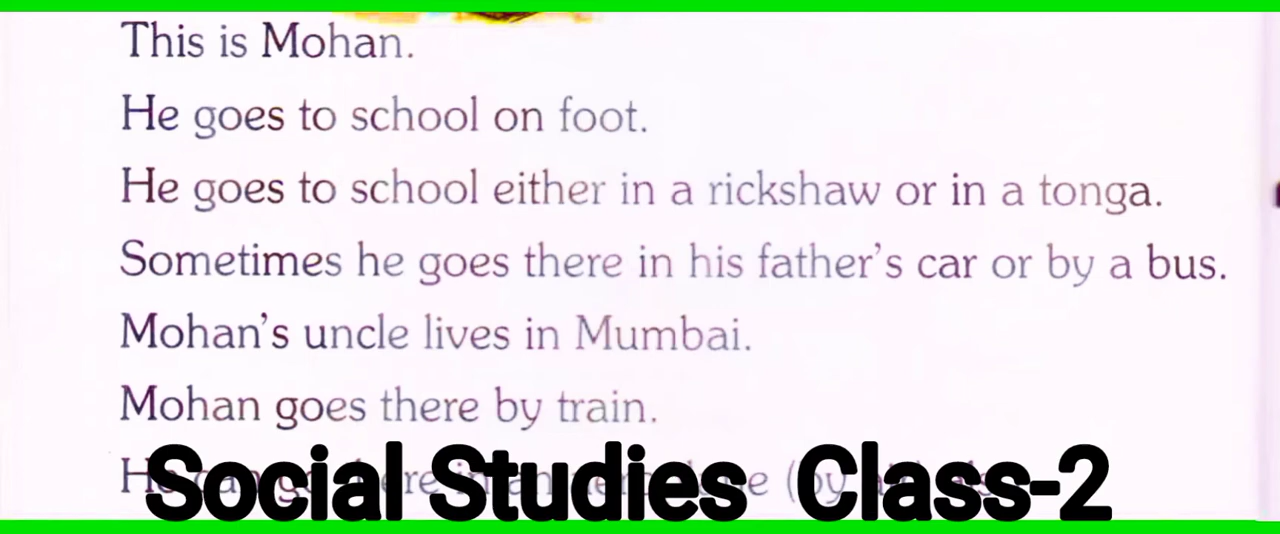 This is Mohan.
He goes to school on foot.
He goes to school either in a rickshaw or in a tonga.
Sometimes he goes there in his father's car or by a bus.
Mohan's uncle lives in Mumbai.
Mohan goes there by train.
Social Studies Class-2